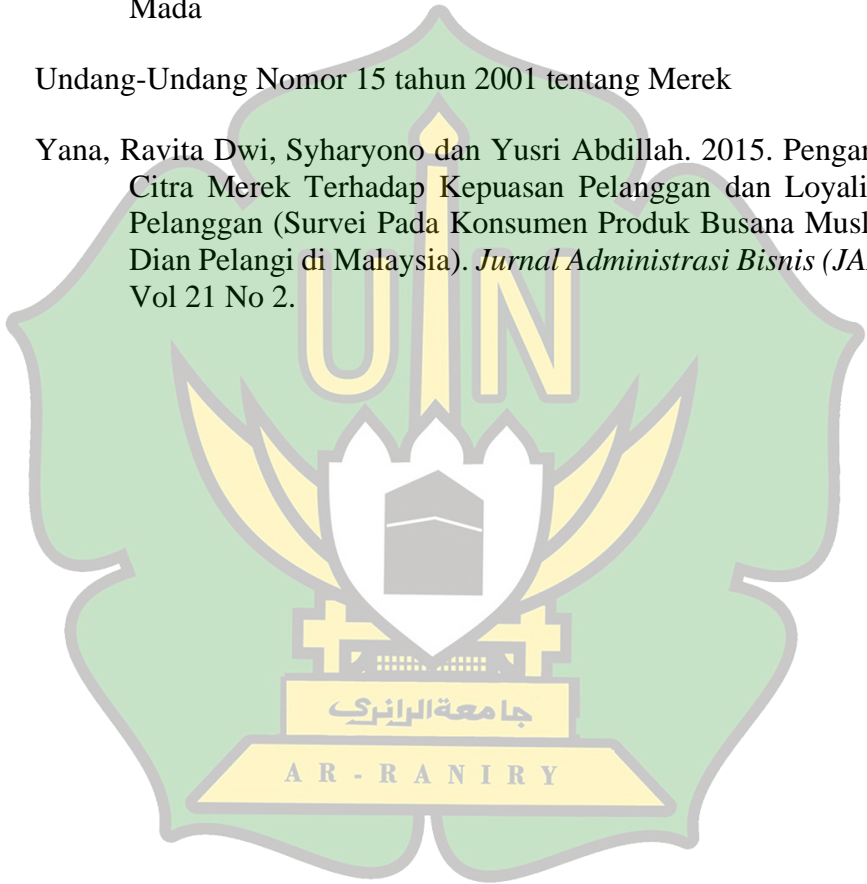 Mada
Undang-Undang Nomor 15 tahun 2001 tentang Merek
Yana, Ravita Dwi, Syharyono dan Yusri Abdillah. 2015. Pengar
Citra Merek Terhadap Kepuasan Pelanggan dan Loyali
Pelanggan (Survei Pada Konsumen Produk Busana Musl
Dian Pelangi di Malaysia). Jurnal Administrasi Bisnis (JA
Vol 21 No 2.
UIN
جامعةالرانري
AR-RANIRY